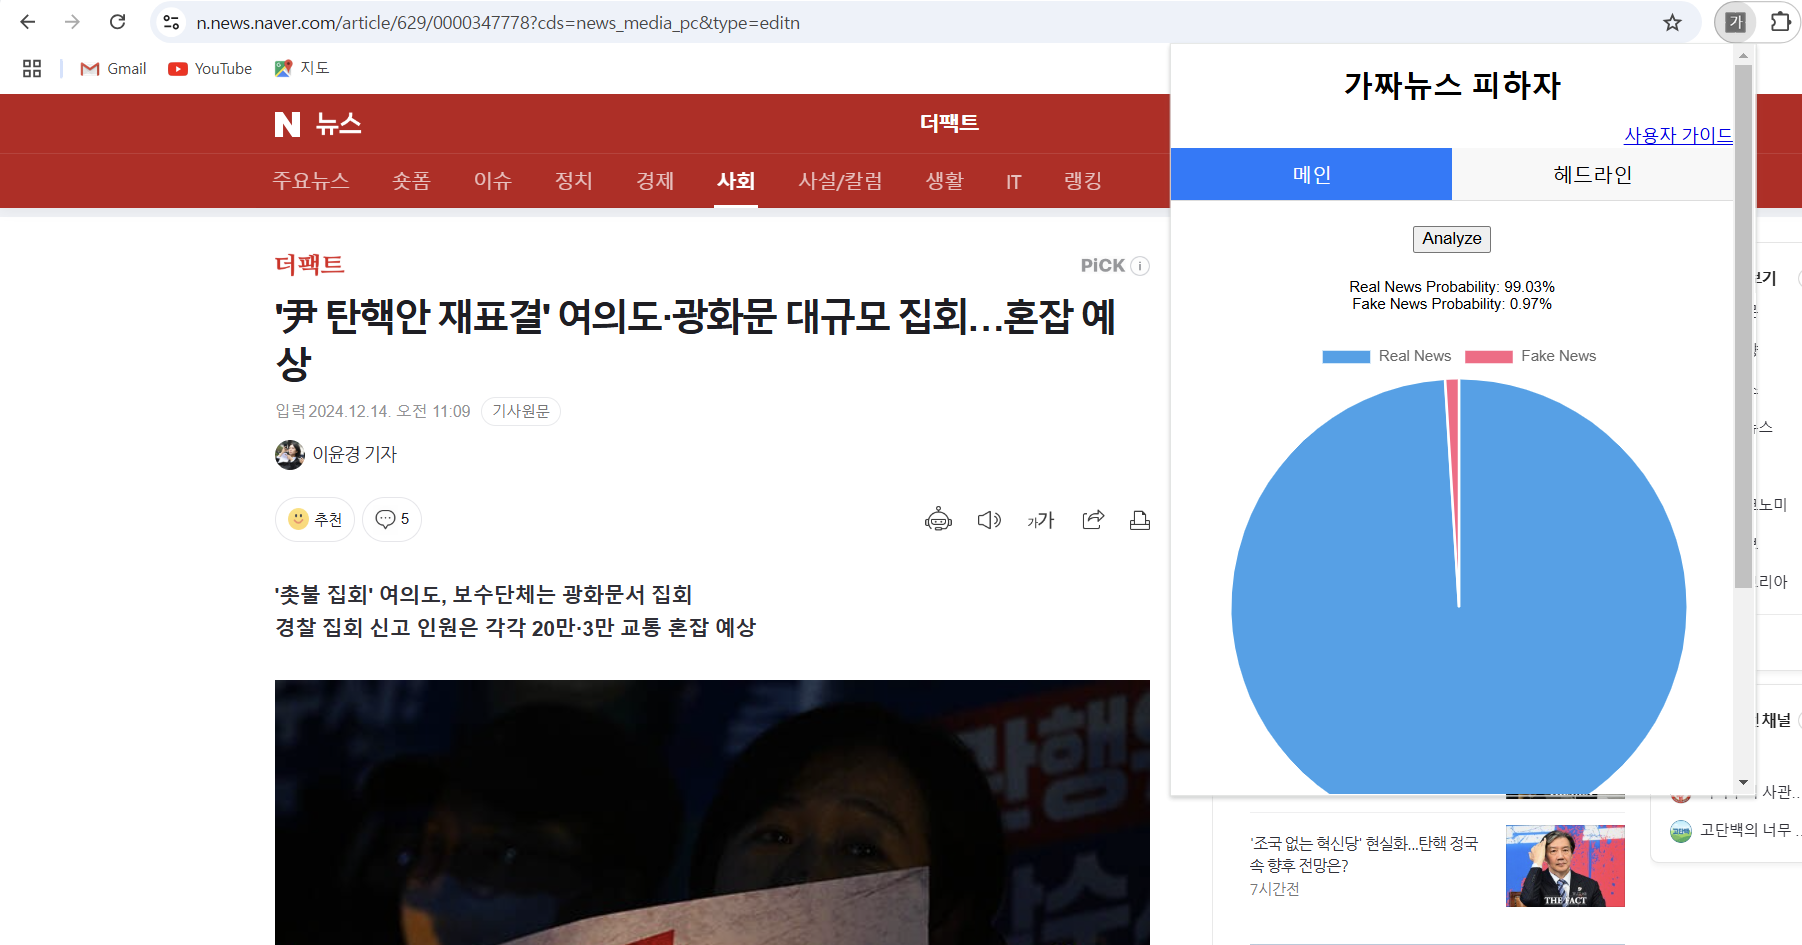 n.news.naver.com/article/629/0000347778?cds=news_media_pc&type=editn
가
Gmail
YouTube
지도
N 뉴스
더팩트
주요뉴스
숏폼
이슈
정치
경제
사회
사설/칼럼
생활
IT
랭킹
더팩트
PiCK
'尹 탄핵안 재표결' 여의도·광화문 대규모 집회…혼잡 예
상
입력 2024.12.14. 오전 11:09
기사원문
이윤경 기자
추천
5
가가
'촛불 집회' 여의도, 보수단체는 광화문서 집회
경찰 집회 신고 인원은 각각 20만·3만 교통 혼잡 예상
가짜뉴스 피하자
사용자 가이드
메인
헤드라인
Analyze
Real News Probability: 99.03%
Fake News Probability: 0.97%
Real News
Fake News
'조국 없는 혁신당' 현실화...탄핵 정국
속 향후 전망은?
7시간전
THE FACT
보기
뉴스
채널
사관...
고단백의 너무 ...